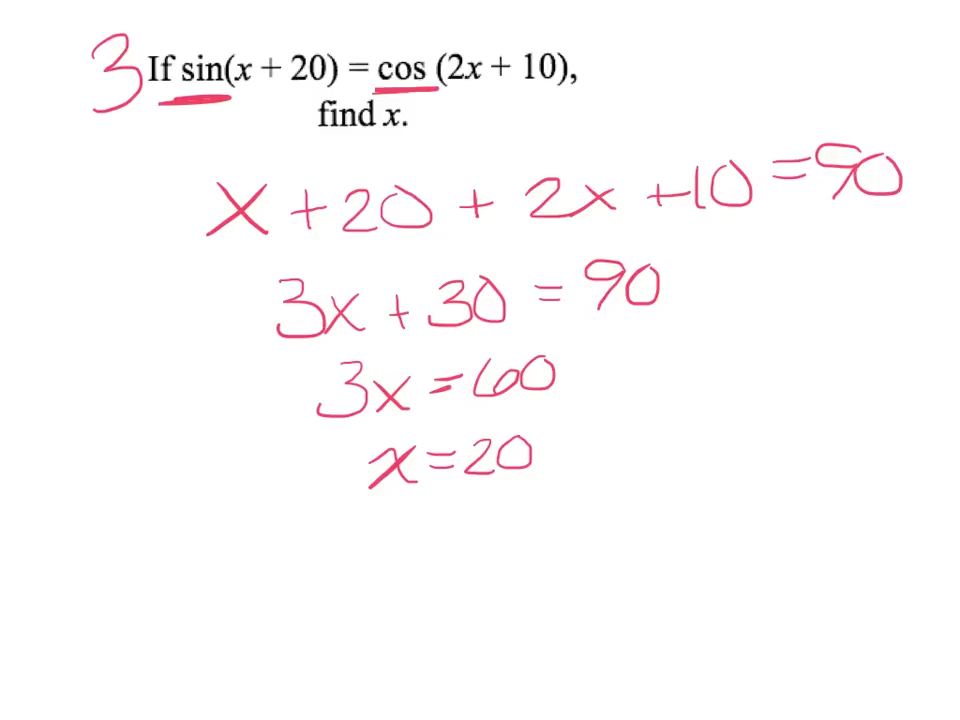 3 If sin(x + 20) = cos (2x + 10),
find x.
x + 20 + 2x + 10 = 90
3x + 30 = 90
3x = 60
x = 20